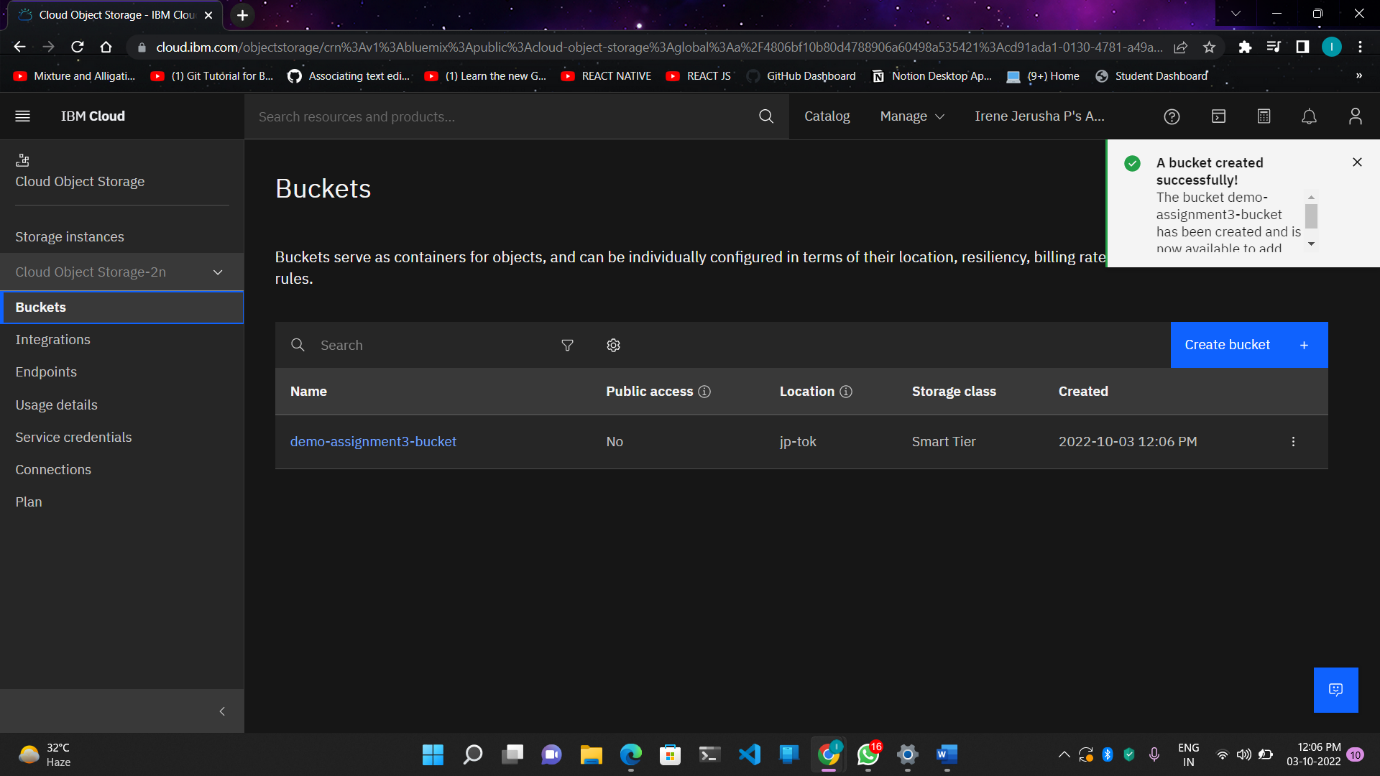 Cloud Object Storage - IBM Clou
cloud.ibm.com/objectstorage/crn%3Av1%3Abluemix%3Apublic%3Acloud-object-storage%3Aglobal%3Aa%2F4806bf10b80d4788906a60498a535421%3Acd91ada1-0130-4781-a49a...
I
Mixture and Alligati... (1) Git Tutorial for B... Associating text edi... (1) Learn the new G... REACT NATIVE REACT JS GitHub Dashboard Notion Desktop Ap... (9+) Home Student Dashboard »
IBM Cloud Search resources and products... Catalog Manage Irene Jerusha P's A...
A bucket created
successfully!
The bucket demo-
assignment3-bucket
has been created and is
now available to add
Cloud Object Storage
Storage instances
Cloud Object Storage-2n
Buckets
Integrations
Endpoints
Usage details
Service credentials
Connections
Plan
Buckets
Buckets serve as containers for objects, and can be individually configured in terms of their location, resiliency, billing rate
rules.
Search Create bucket +
Name Public access Location Storage class Created
demo-assignment3-bucket No jp-tok Smart Tier 2022-10-03 12:06 PM
32°C
Haze
I
16
ENG
IN
12:06 PM
03-10-2022
10